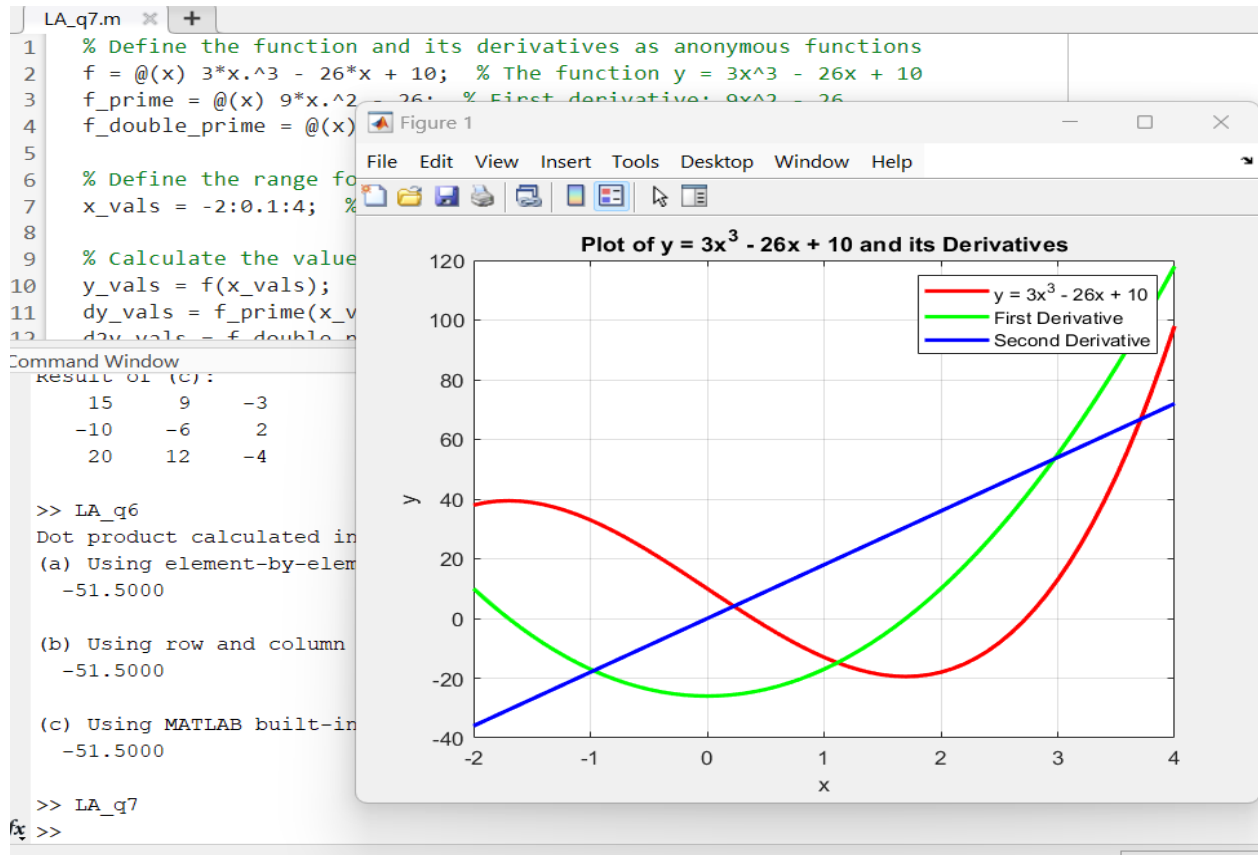 LA_q7.m
1 % Define the function and its derivatives as anonymous functions
2 f = @(x) 3*x.^3 - 26*x + 10; % The function y = 3x^3 - 26x + 10
3 f_prime = @(x) 9*x.^2 - 26; % First derivative: 9x^2 - 26
4 f_double_prime = @(x)
5
6 % Define the range fo
7 x_vals = -2:0.1:4; %
8
9 % Calculate the value
10 y_vals = f(x_vals);
11 dy_vals = f_prime(x_v
12 d2y_vals = f_double_p
Command Window
Result of (c):
15 9 -3
-10 -6 2
20 12 -4
>> LA_q6
Dot product calculated in
(a) Using element-by-elem
-51.5000
(b) Using row and column
-51.5000
(c) Using MATLAB built-in
-51.5000
>> LA_q7
fx >>
Figure 1
File Edit View Insert Tools Desktop Window Help
Plot of y = 3x³ - 26x + 10 and its Derivatives
y = 3x³ - 26x + 10
First Derivative
Second Derivative
120
100
80
60
40
20
0
-20
-40
y
-2 -1 0 1 2 3 4
x